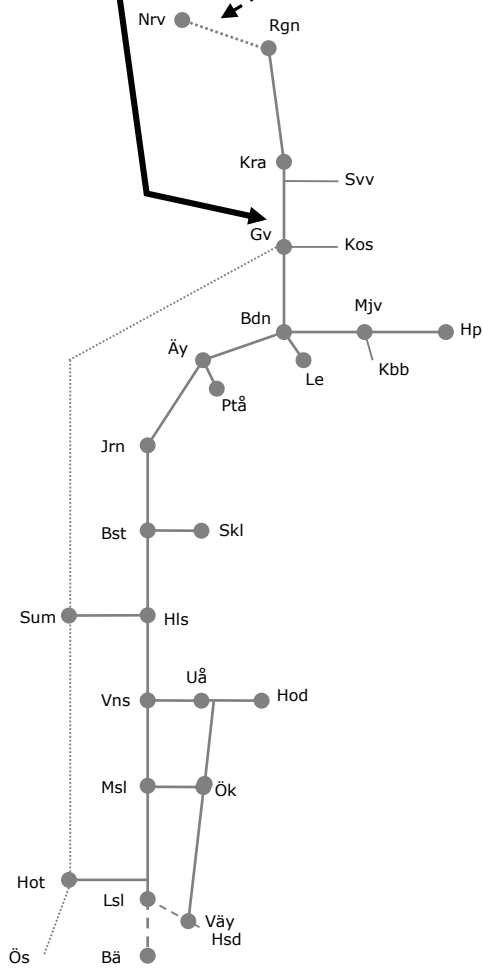 Nrv
Rgn
Kra
Svv
Gv
Kos
Bdn
Mjv
Hp
Äy
Le
Kbb
Ptå
Jrn
Bst
Skl
Sum
Hls
Uå
Vns
Hod
Msl
Ök
Hot
Lsl
Väy
Hsd
Ös
Bä